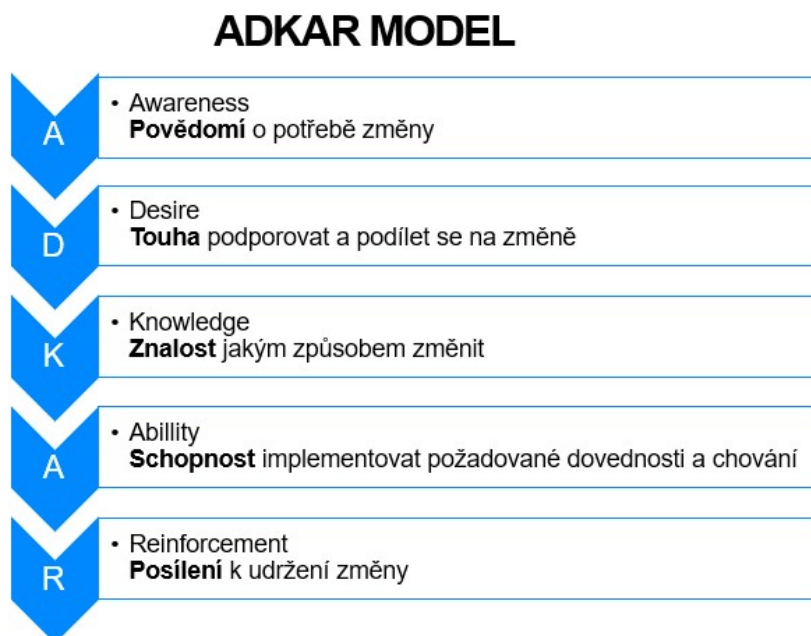 ADKAR MODEL
A
• Awareness
Povědomí o potřebě změny
D
• Desire
Touha podporovat a podílet se na změně
K
• Knowledge
Znalost jakým způsobem změnit
A
• Abillity
Schopnost implementovat požadované dovednosti a chování
R
• Reinforcement
Posílení k udržení změny